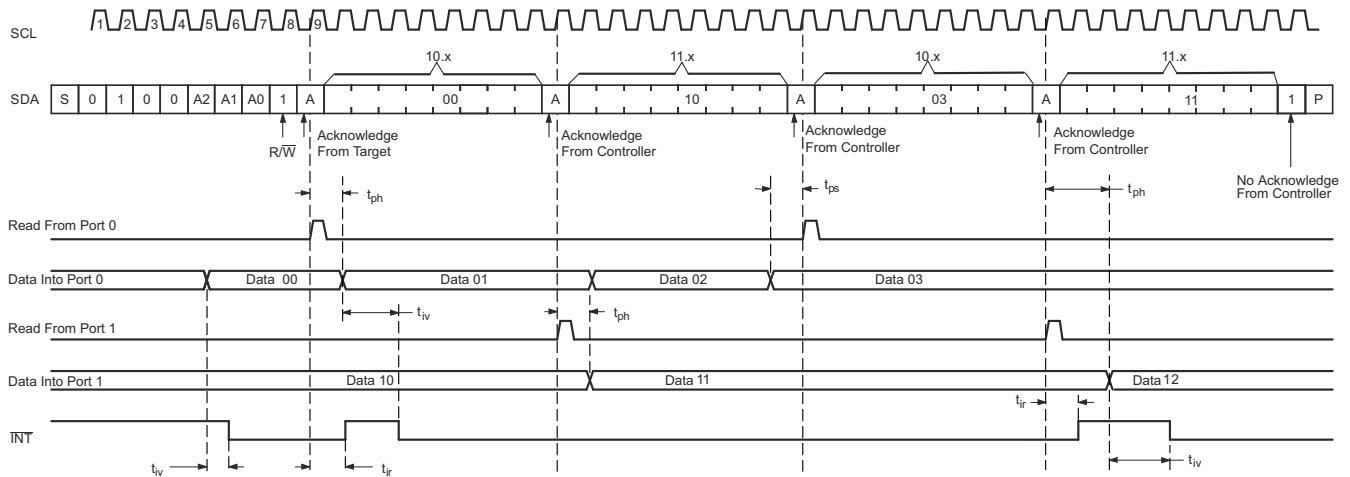 SCL
1 2 3 4 5 6 7 8 9
10.x 11.x 10.x 11.x
SDA S 0 1 0 0 A2 A1 A0 1 A 00 A 10 A 03 A 11 1 P
R/W̅
Acknowledge
From Target
Acknowledge
From Controller
Acknowledge
From Controller
Acknowledge
From Controller
No Acknowledge
From Controller
tph tps tph
Read From Port 0
Data Into Port 0 Data 00 Data 01 Data 02 Data 03
tiv tph
Read From Port 1
Data Into Port 1 Data 10 Data 11 Data 12
tir
I̅N̅T̅
tiv tir tiv